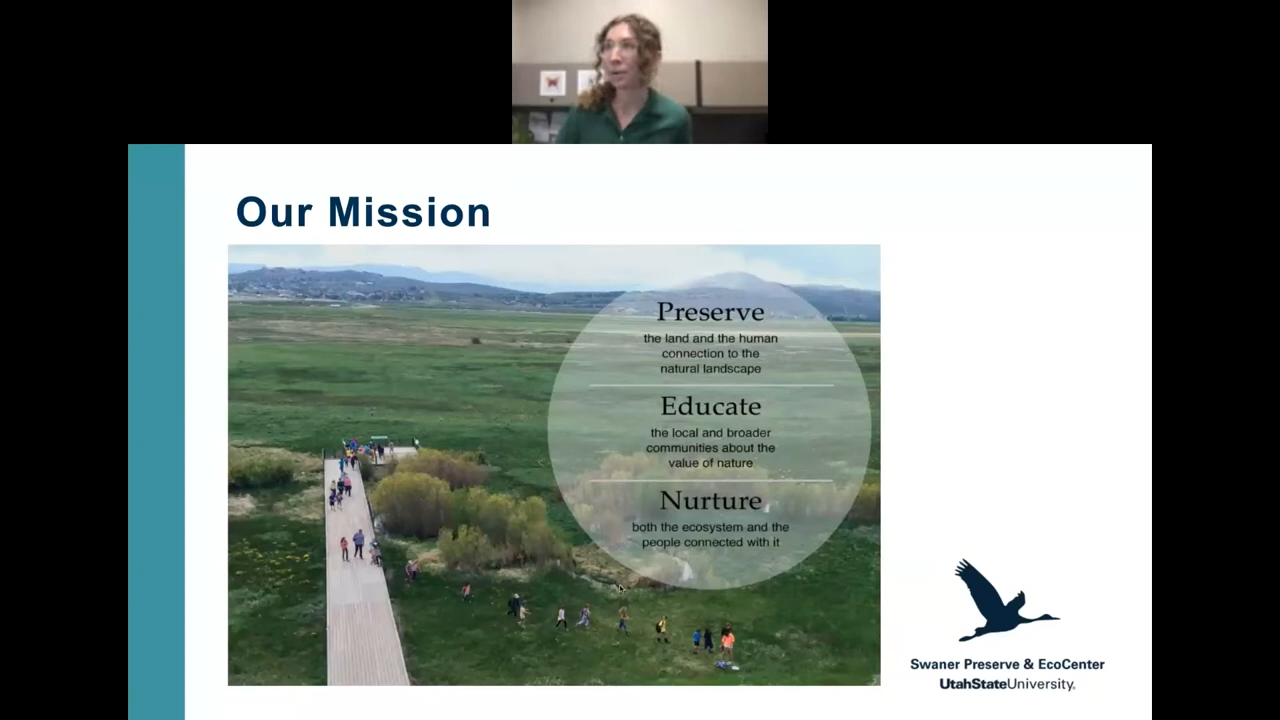 Our Mission
Preserve
the land and the human
connection to the
natural landscape
Educate
the local and broader
communities about the
value of nature
Nurture
both the ecosystem and the
people connected with it
Swaner Preserve & EcoCenter
UtahStateUniversity.